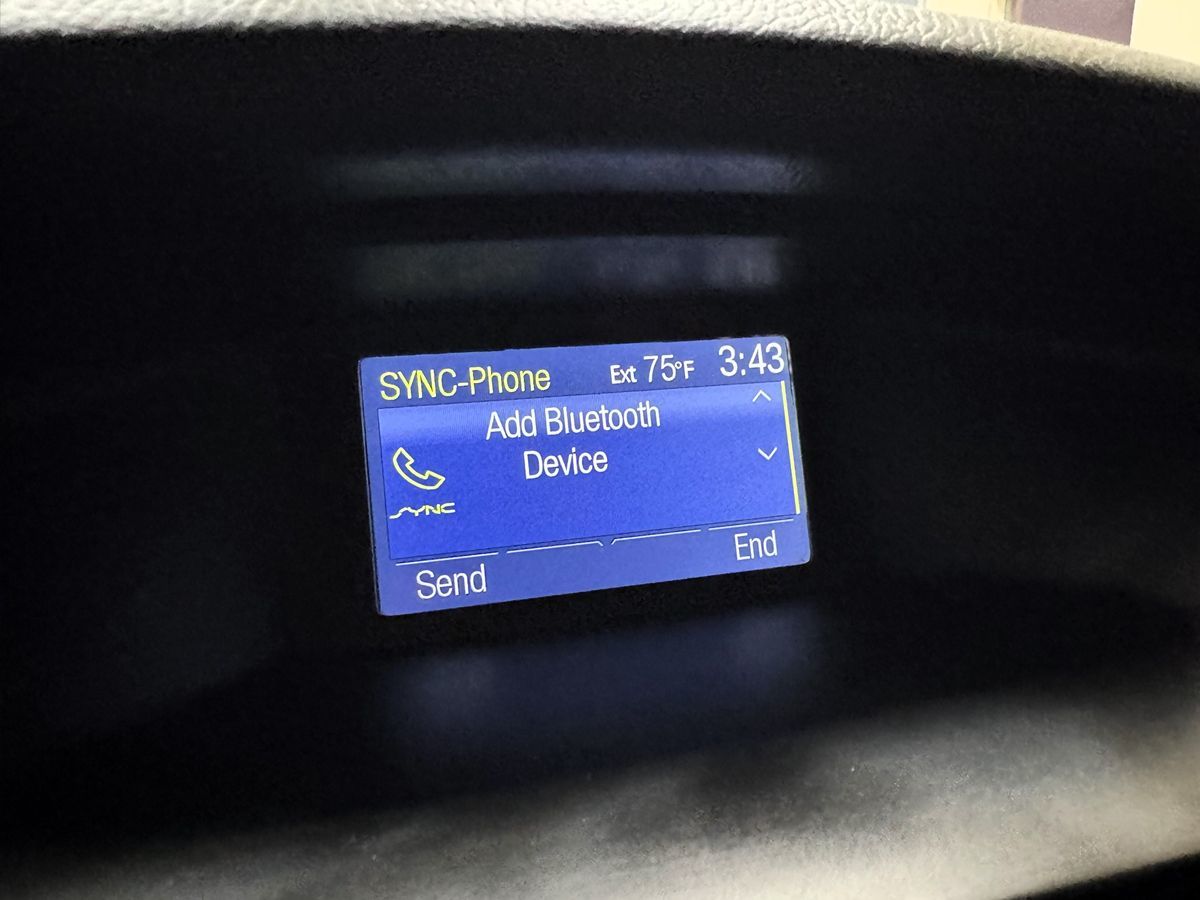 SYNC-Phone Ext 75°F 3:43
Add Bluetooth
Device
SYNC
Send End